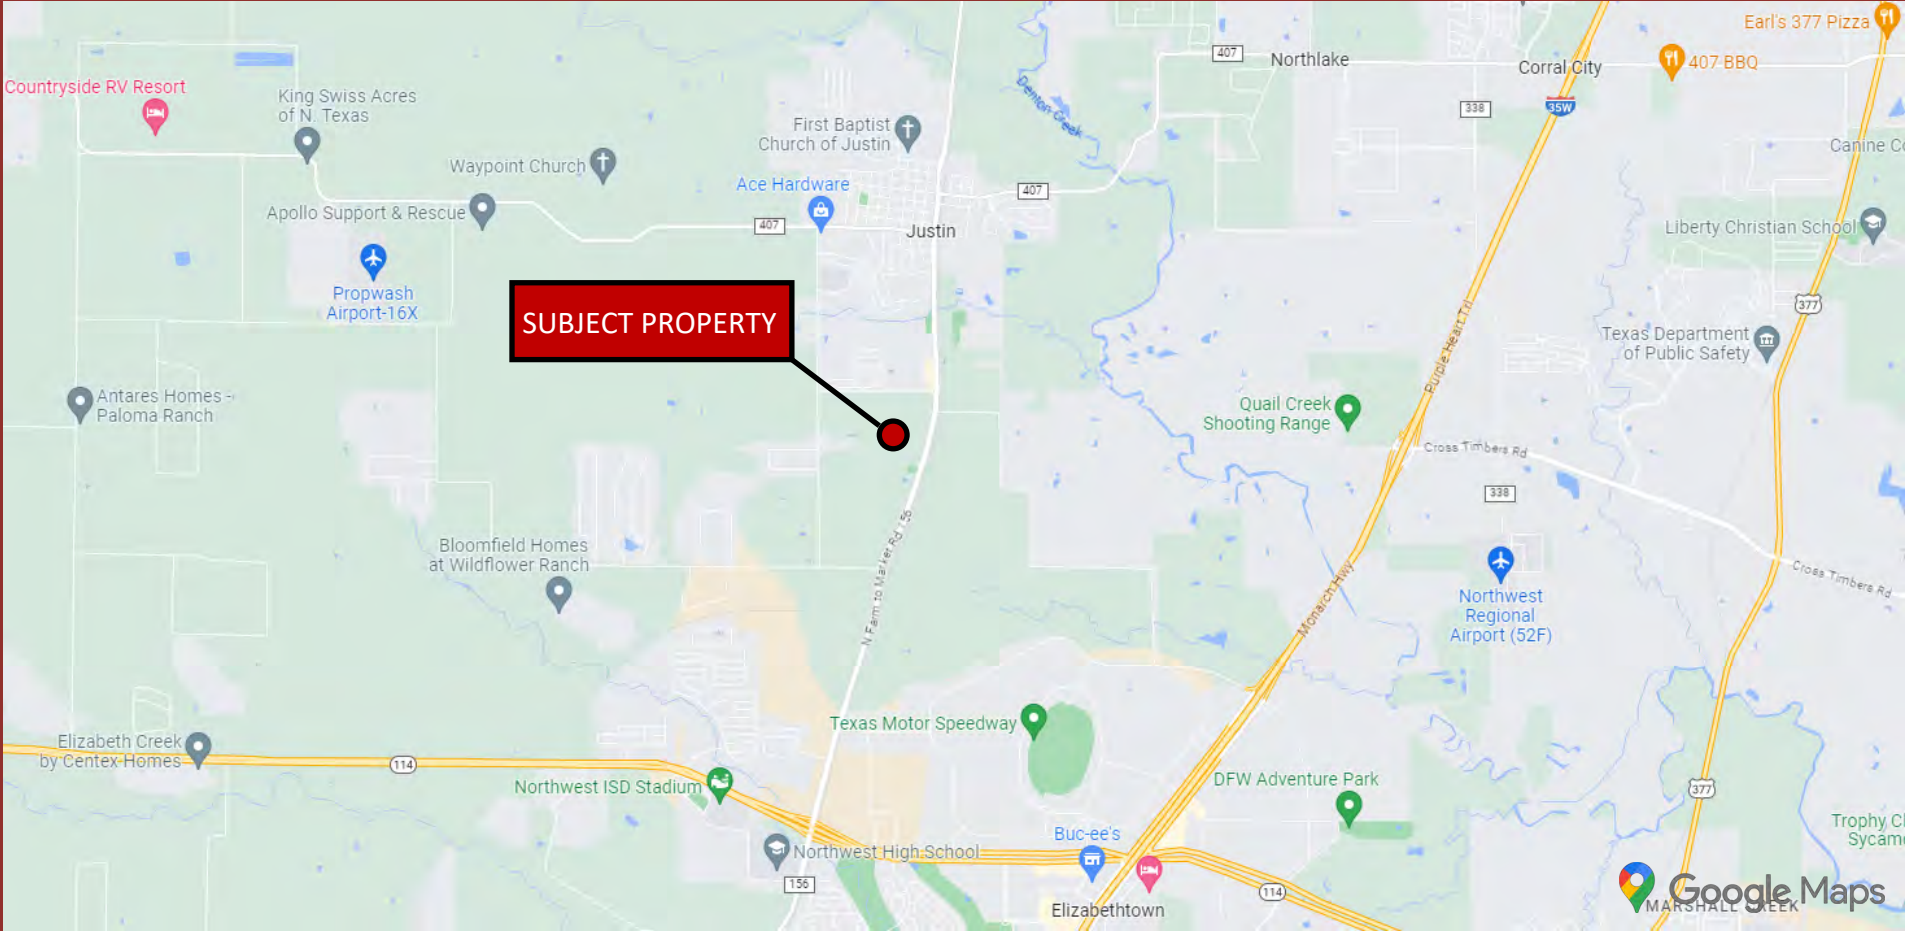 Earl's 377 Pizza
407
Northlake
Corral City
407 BBQ
Countryside RV Resort
King Swiss Acres
of N. Texas
Denton Creek
338
35W
First Baptist
Church of Justin
Canine Co
Waypoint Church
Ace Hardware
407
Apollo Support & Rescue
407
Justin
Liberty Christian School
Propwash
Airport-16X
377
SUBJECT PROPERTY
Purple Heart Trl
Texas Department
of Public Safety
Antares Homes -
Paloma Ranch
Quail Creek
Shooting Range
Cross Timbers Rd
338
N Farm to Market Rd 156
Bloomfield Homes
at Wildflower Ranch
Monarch Hwy
Cross Timbers Rd
Northwest
Regional
Airport (52F)
Texas Motor Speedway
Elizabeth Creek
by Centex Homes
114
Northwest ISD Stadium
DFW Adventure Park
377
Buc-ee's
Trophy Cl
Sycam
Northwest High School
156
114
Elizabethtown
Google Maps
MARSHALL CREEK